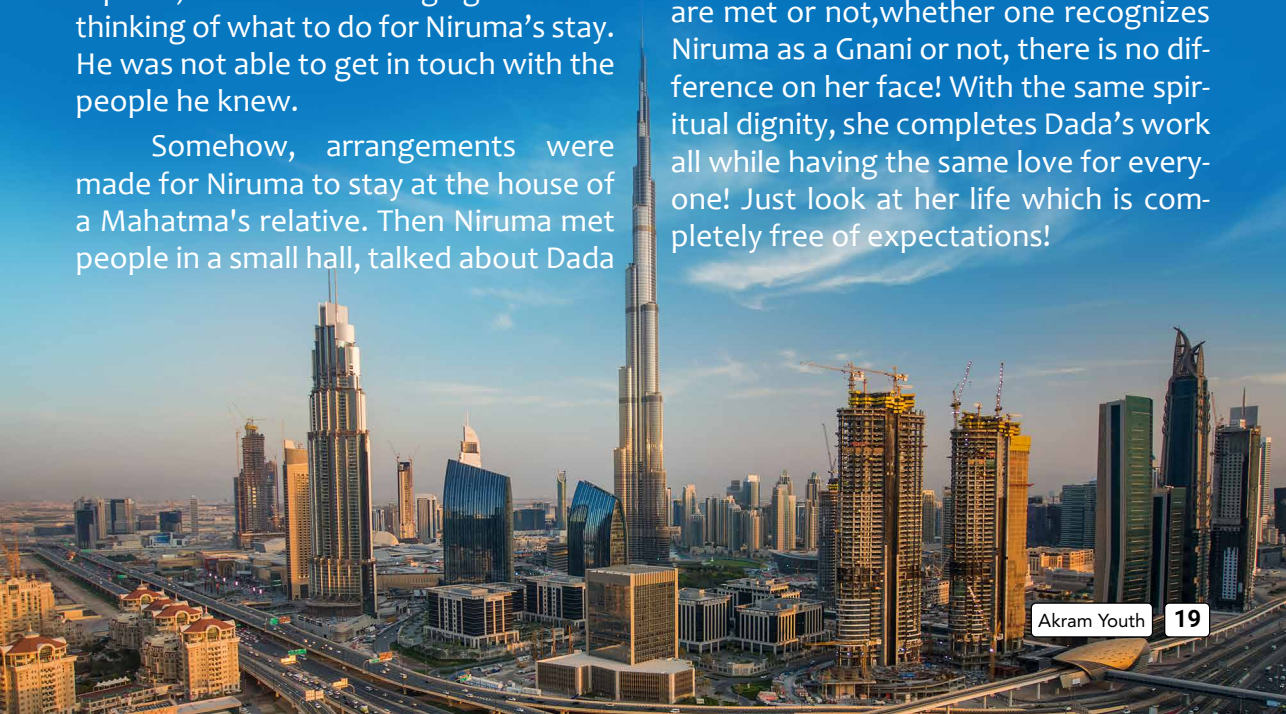 thinking of what to do for Niruma’s stay.
He was not able to get in touch with the
people he knew.
Somehow, arrangements were
made for Niruma to stay at the house of
a Mahatma's relative. Then Niruma met
people in a small hall, talked about Dada
are met or not,whether one recognizes
Niruma as a Gnani or not, there is no dif-
ference on her face! With the same spir-
itual dignity, she completes Dada’s work
all while having the same love for every-
one! Just look at her life which is com-
pletely free of expectations!
Akram Youth 19